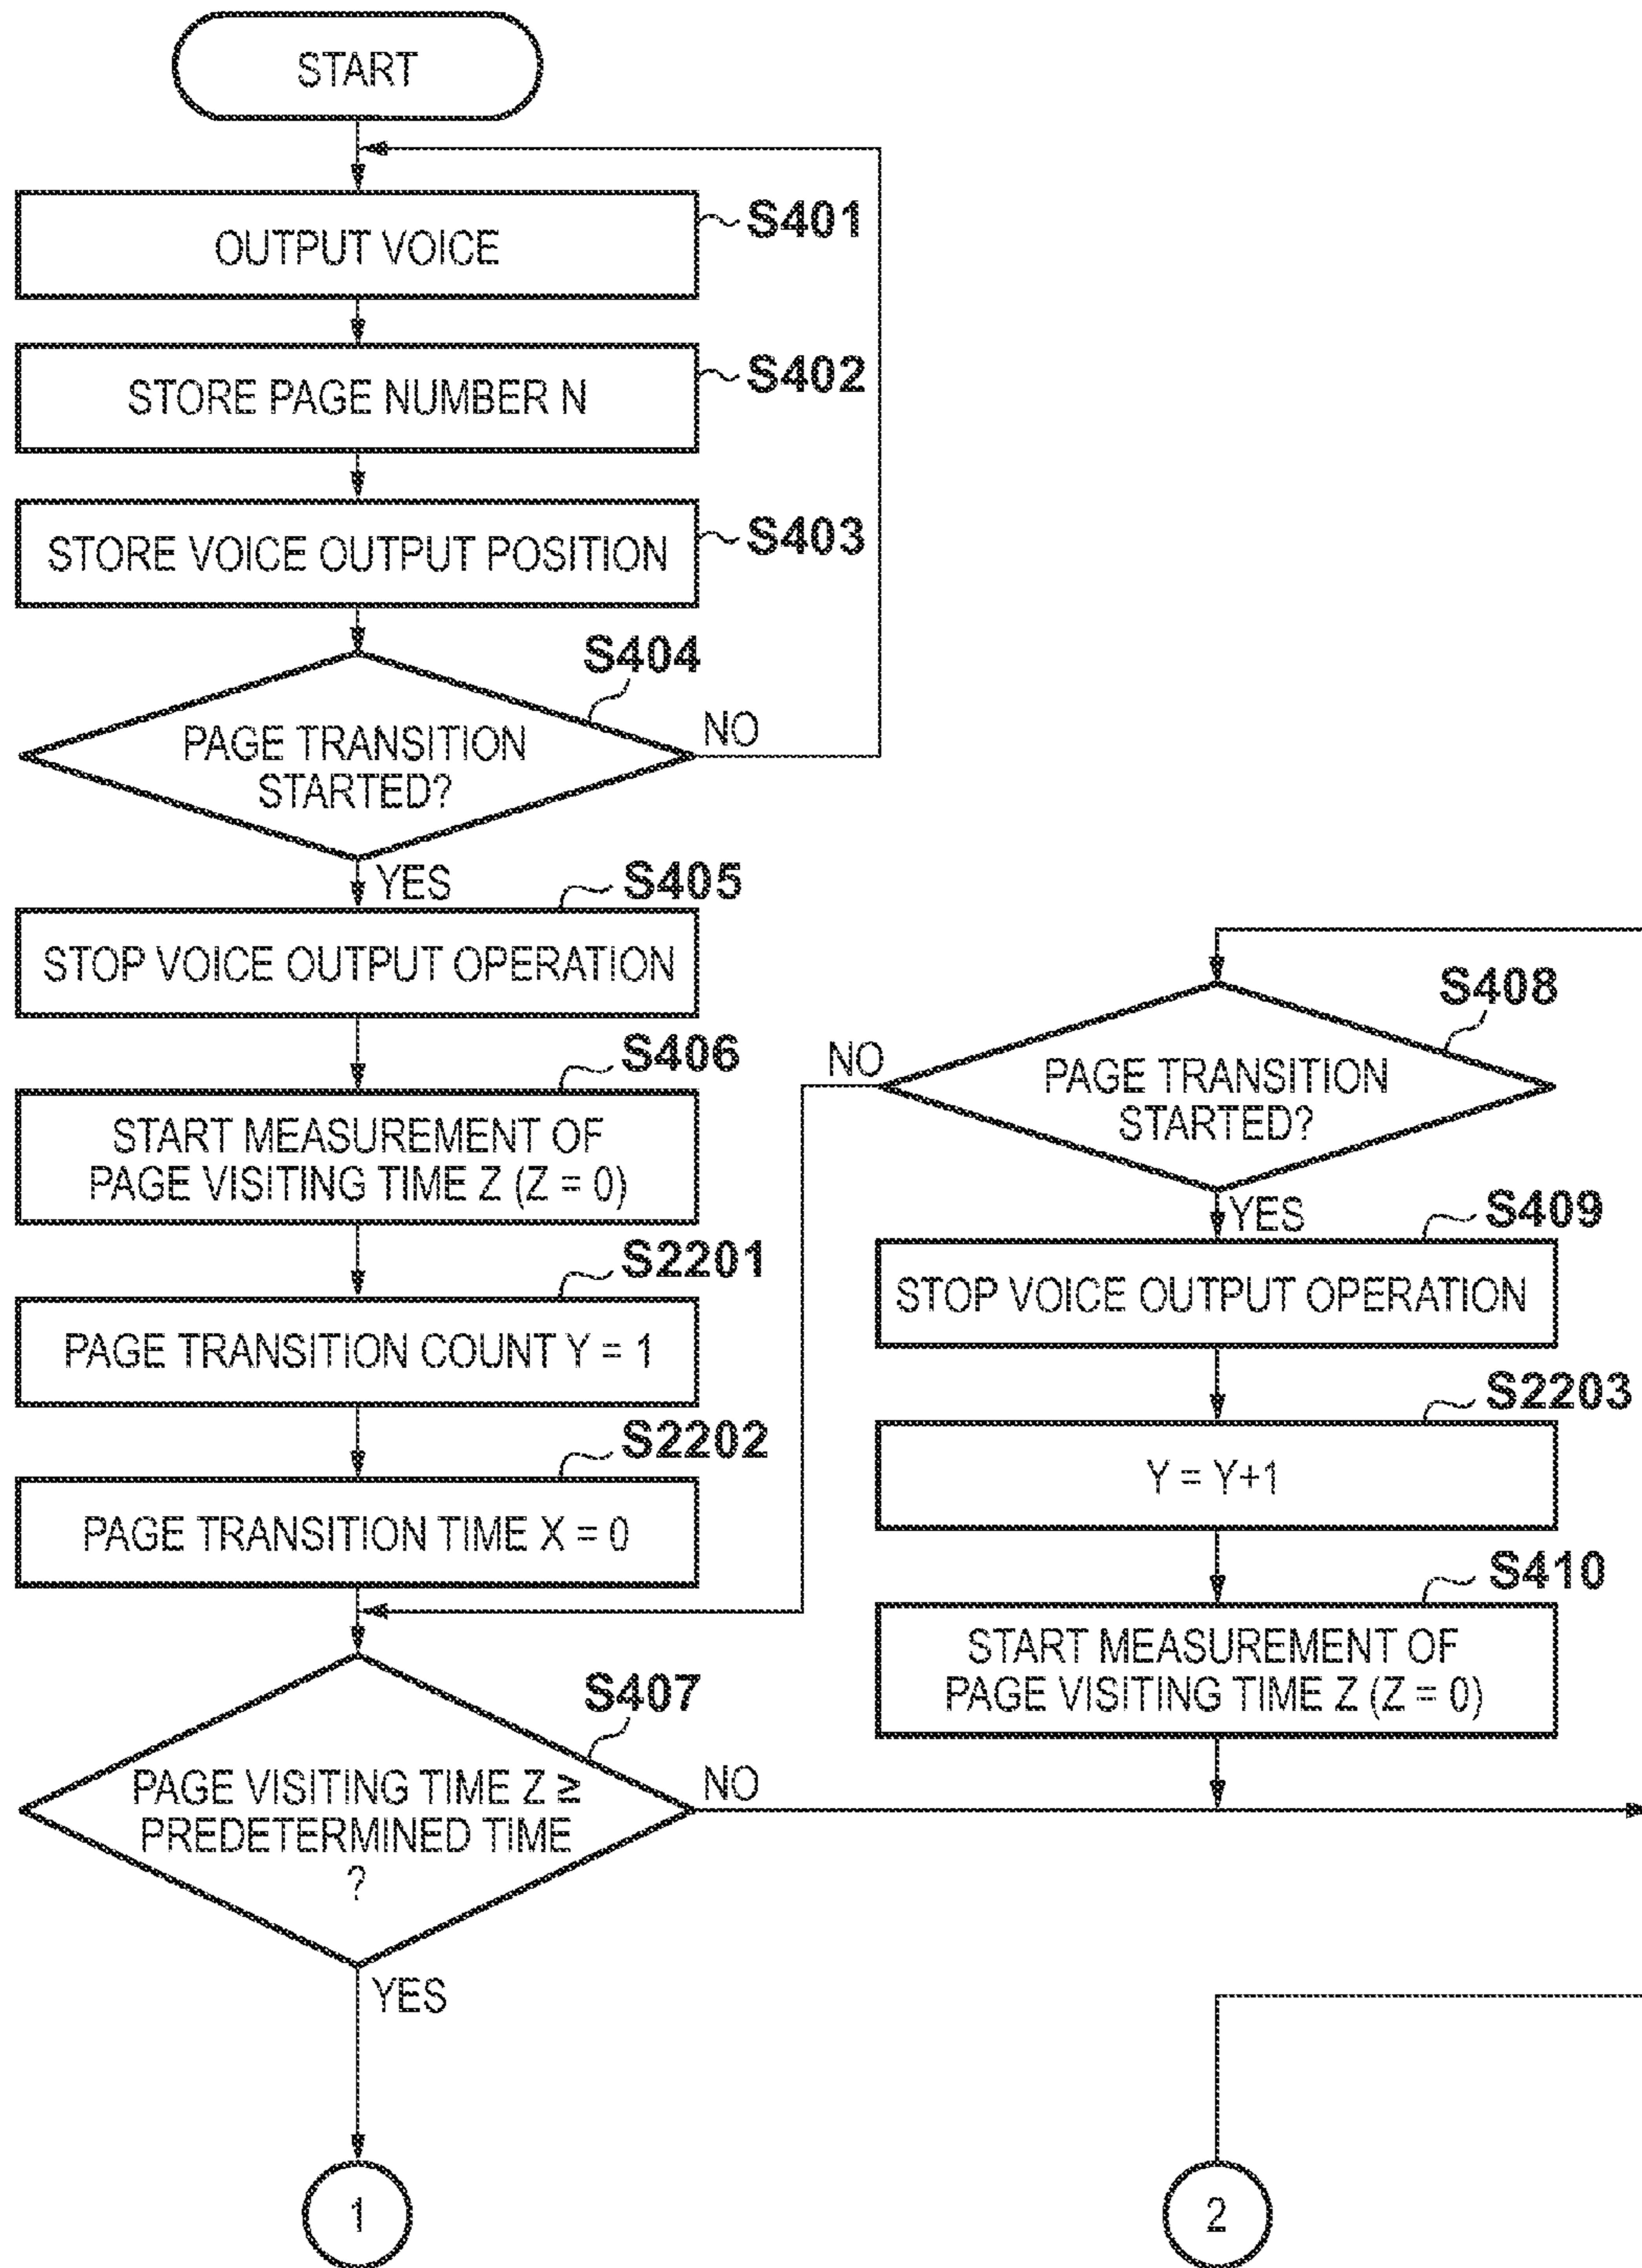 START
OUTPUT VOICE
S401
STORE PAGE NUMBER N
S402
STORE VOICE OUTPUT POSITION
S403
S404
PAGE TRANSITION
STARTED?
NO
YES
S405
STOP VOICE OUTPUT OPERATION
S406
START MEASUREMENT OF
PAGE VISITING TIME Z (Z = 0)
S2201
PAGE TRANSITION COUNT Y = 1
S2202
PAGE TRANSITION TIME X = 0
S407
PAGE VISITING TIME Z ≥
PREDETERMINED TIME
?
NO
YES
1
S408
PAGE TRANSITION
STARTED?
NO
YES
S409
STOP VOICE OUTPUT OPERATION
S2203
Y = Y+1
S410
START MEASUREMENT OF
PAGE VISITING TIME Z (Z = 0)
2